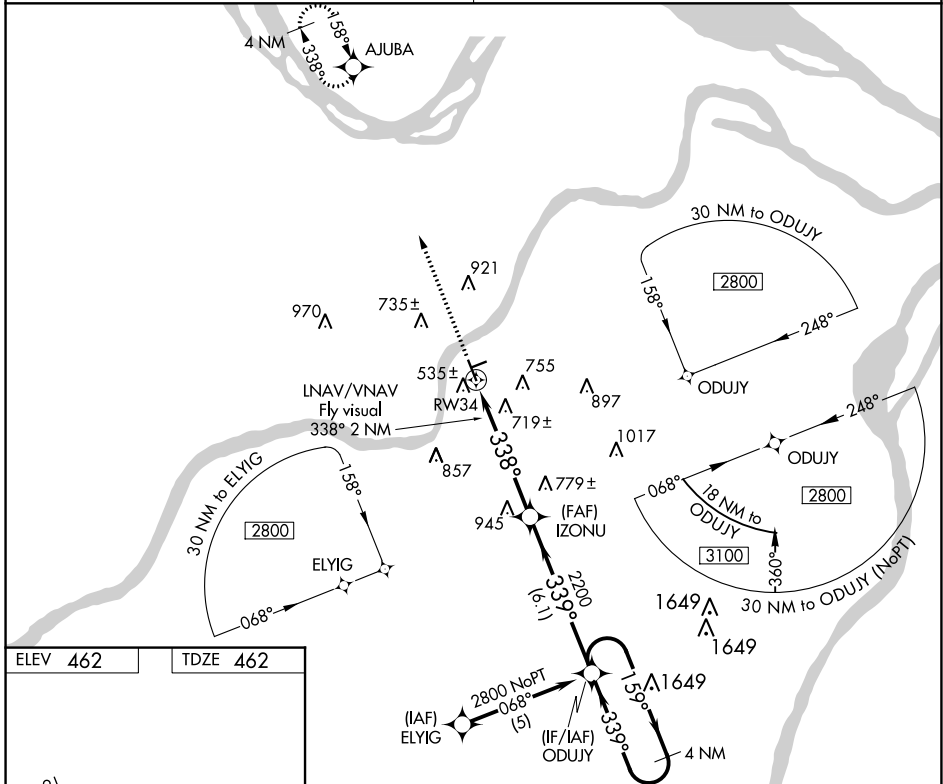 158°
4 NM
338°
AJUBA
30 NM to ODUJY
2800
158°
248°
ODUJY
921
970
735±
535±
755
LNAV/VNAV
Fly visual
338° 2 NM
RW34
719±
897
248°
338°
1017
ODUJY
857
068°
30 NM to ELYIG
158°
779±
18 NM to
ODUJY
2800
945
(FAF)
IZONU
2800
3100
360°
ELYIG
30 NM to ODUJY (NoPT)
2200
339°
(6.1)
068°
1649
1649
ELEV 462
TDZE 462
2800 NoPT
068°
(5)
159°
1649
(IAF)
ELYIG
(IF/IAF)
ODUJY
339°
4 NM